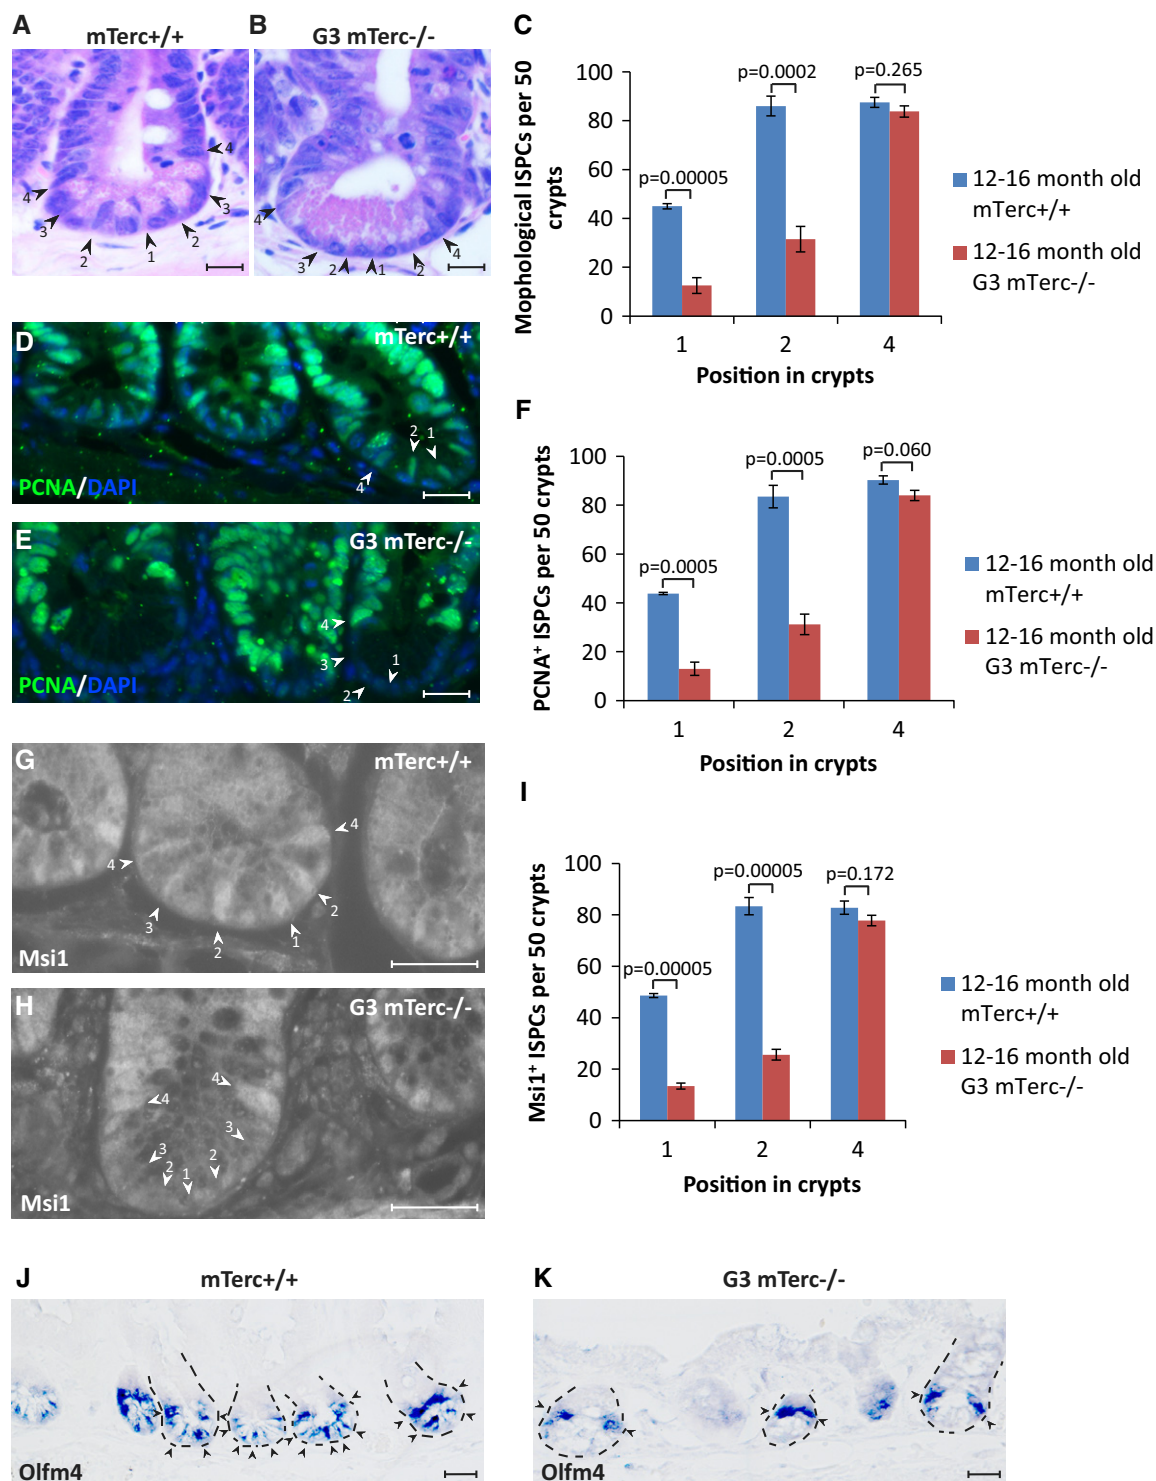 A
mTerc+/+
B
G3 mTerc-/-
4
4
3
3
2
1
2
4
3
2
1
2
4
C
Mophological ISPCs per 50
crypts
100
80
60
40
20
0
p=0.00005
p=0.0002
p=0.265
1
2
4
Position in crypts
12-16 month old
mTerc+/+
12-16 month old
G3 mTerc-/-
D
mTerc+/+
2
1
4
PCNA/DAPI
E
G3 mTerc-/-
4
3
1
2
PCNA/DAPI
F
PCNA+ ISPCs per 50 crypts
100
80
60
40
20
0
p=0.0005
p=0.0005
p=0.060
1
2
4
Position in crypts
12-16 month old
mTerc+/+
12-16 month old
G3 mTerc-/-
G
mTerc+/+
4
4
3
2
1
2
Msi1
H
G3 mTerc-/-
4
4
3
3
2
1
2
Msi1
I
Msi1+ ISPCs per 50 crypts
100
80
60
40
20
0
p=0.00005
p=0.00005
p=0.172
1
2
4
Position in crypts
12-16 month old
mTerc+/+
12-16 month old
G3 mTerc-/-
J
mTerc+/+
Olfm4
K
G3 mTerc-/-
Olfm4